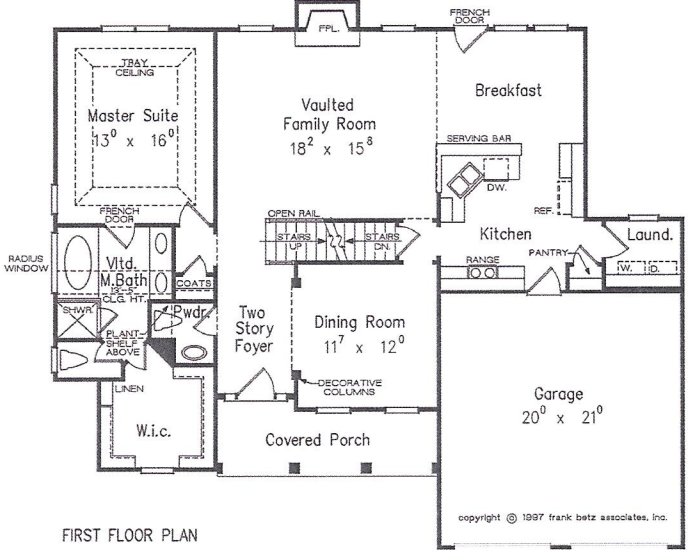 FRENCH
DOOR
FPL.
TRAY
CEILING
Master Suite
13⁰ x 16⁰
Vaulted
Family Room
18² x 15⁸
Breakfast
SERVING BAR
DW.
REF.
FRENCH
DOOR
OPEN RAIL
STAIRS
UP
STAIRS
DN.
Kitchen
PANTRY
Laund.
W.
D.
RADIUS
WINDOW
Vltd.
M.Bath
13'-5"
CLG. HT.
COATS
RANGE
SHWR.
PLANT
SHELF
ABOVE
Pwdr.
Two
Story
Foyer
Dining Room
11⁷ x 12⁰
DECORATIVE
COLUMNS
LINEN
W.i.c.
Covered Porch
Garage
20⁰ x 21⁰
copyright © 1997 frank betz associates, inc.
FIRST FLOOR PLAN